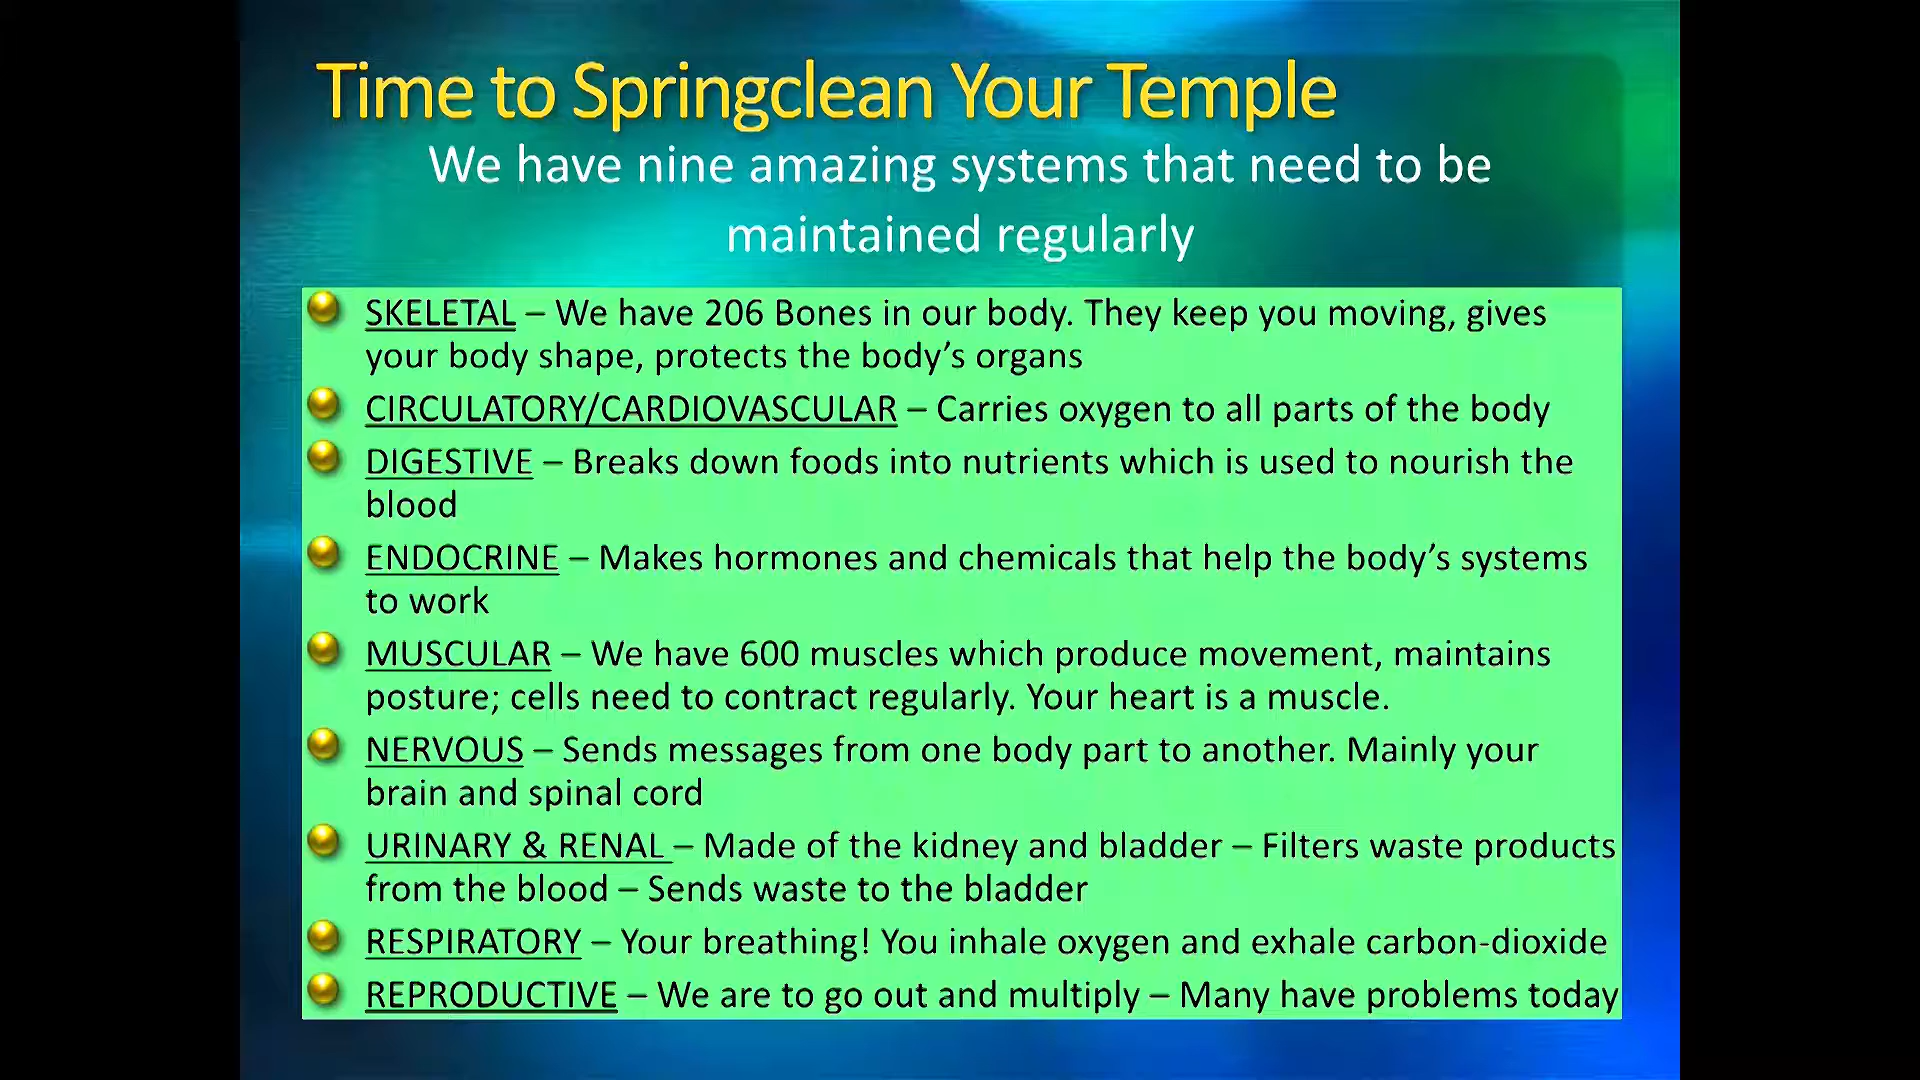 Time to Springclean Your Temple
We have nine amazing systems that need to be
maintained regularly
SKELETAL – We have 206 Bones in our body. They keep you moving, gives
your body shape, protects the body’s organs
CIRCULATORY/CARDIOVASCULAR – Carries oxygen to all parts of the body
DIGESTIVE – Breaks down foods into nutrients which is used to nourish the
blood
ENDOCRINE – Makes hormones and chemicals that help the body’s systems
to work
MUSCULAR – We have 600 muscles which produce movement, maintains
posture; cells need to contract regularly. Your heart is a muscle.
NERVOUS – Sends messages from one body part to another. Mainly your
brain and spinal cord
URINARY & RENAL – Made of the kidney and bladder – Filters waste products
from the blood – Sends waste to the bladder
RESPIRATORY – Your breathing! You inhale oxygen and exhale carbon-dioxide
REPRODUCTIVE – We are to go out and multiply – Many have problems today